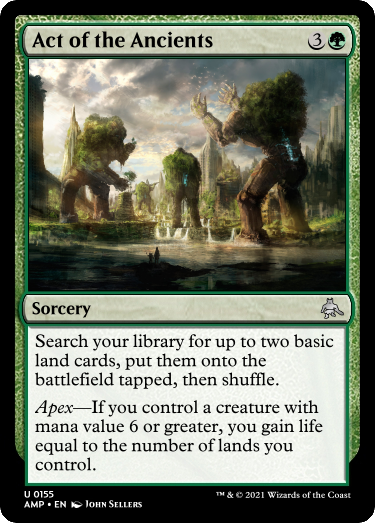 Act of the Ancients 3
Sorcery
Search your library for up to two basic
land cards, put them onto the
battlefield tapped, then shuffle.
Apex—If you control a creature with
mana value 6 or greater, you gain life
equal to the number of lands you
control.
U 0155
AMP • EN John Sellers
™ & © 2021 Wizards of the Coast